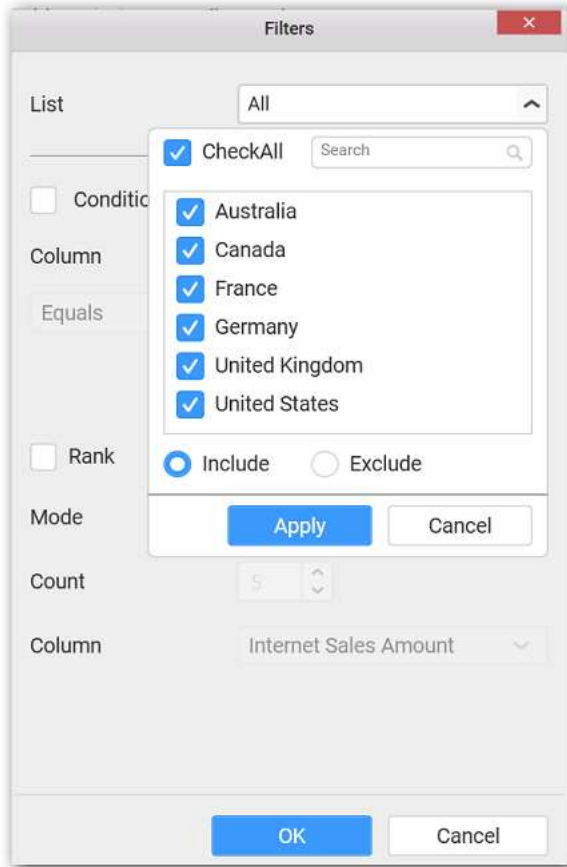 Filters
List
All
CheckAll
Search
Australia
Canada
France
Germany
United Kingdom
United States
Include
Exclude
Apply
Cancel
Conditio
Column
Equals
Rank
Mode
Count
5
Column
Internet Sales Amount
OK
Cancel